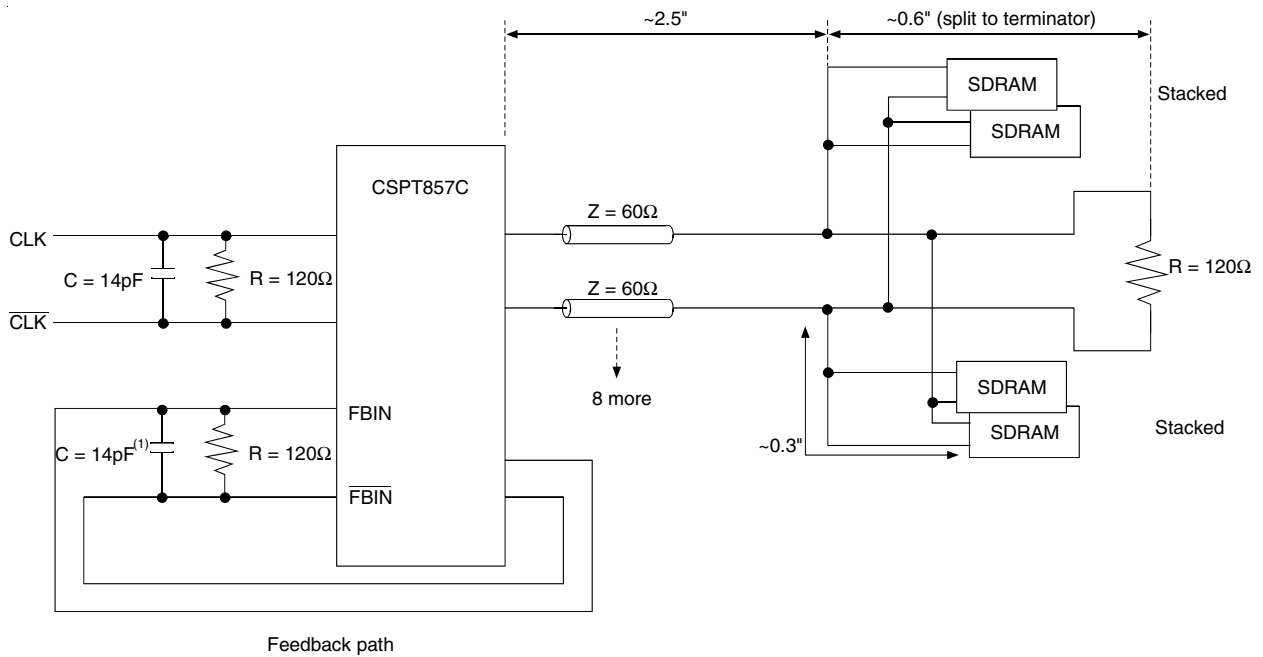 ~2.5"
~0.6" (split to terminator)
SDRAM
Stacked
SDRAM
CSPT857C
Z = 60Ω
CLK
C = 14pF
R = 120Ω
R = 120Ω
CLK
Z = 60Ω
8 more
SDRAM
FBIN
SDRAM
Stacked
C = 14pF(1)
R = 120Ω
~0.3"
FBIN
Feedback path